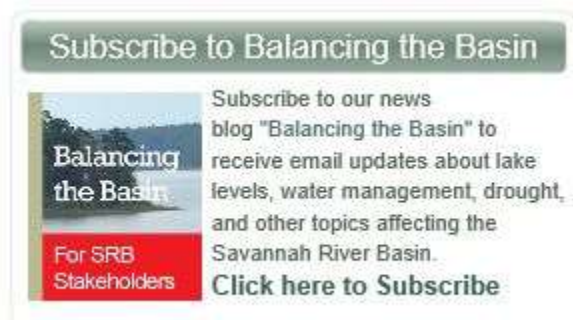 Subscribe to Balancing the Basin
Balancing
the Basin
For SRB
Stakeholders
Subscribe to our news
blog "Balancing the Basin" to
receive email updates about lake
levels, water management, drought,
and other topics affecting the
Savannah River Basin.
Click here to Subscribe